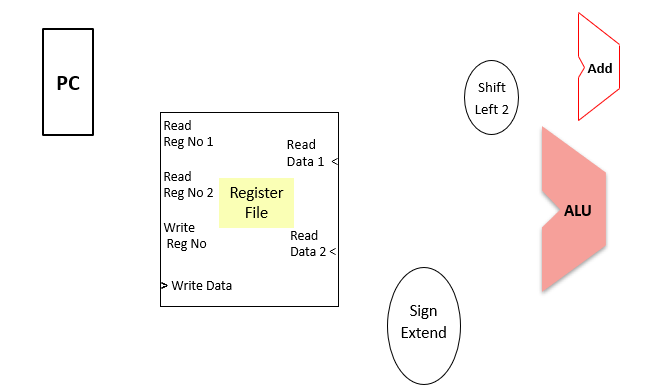 PC
Read
Reg No 1
Read
Reg No 2
Write
Reg No
> Write Data
Register
File
Read
Data 1 <
Read
Data 2 <
Shift
Left 2
Add
ALU
Sign
Extend